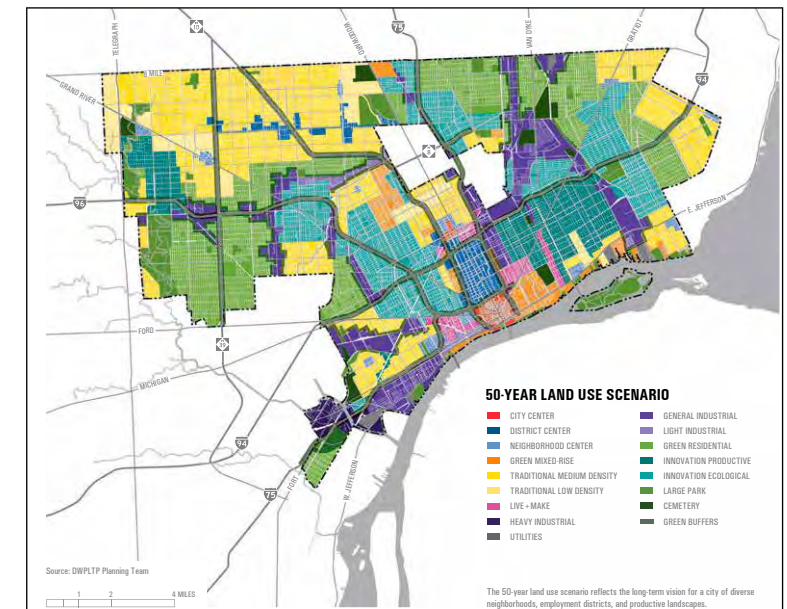 TELEGRAPH
10
WOODWARD
75
VAN DYKE
GRATIOT
8 MILE
94
GRAND RIVER
8
96
E. JEFFERSON
FORD
39
MICHIGAN
94
75
FORT
W. JEFFERSON
50-YEAR LAND USE SCENARIO
CITY CENTER
DISTRICT CENTER
NEIGHBORHOOD CENTER
GREEN MIXED-RISE
TRADITIONAL MEDIUM DENSITY
TRADITIONAL LOW DENSITY
LIVE+MAKE
HEAVY INDUSTRIAL
UTILITIES
GENERAL INDUSTRIAL
LIGHT INDUSTRIAL
GREEN RESIDENTIAL
INNOVATION PRODUCTIVE
INNOVATION ECOLOGICAL
LARGE PARK
CEMETERY
GREEN BUFFERS
Source: DWPLTP Planning Team
1 2 4 MILES
The 50-year land use scenario reflects the long-term vision for a city of diverse
neighborhoods, employment districts, and productive landscapes.